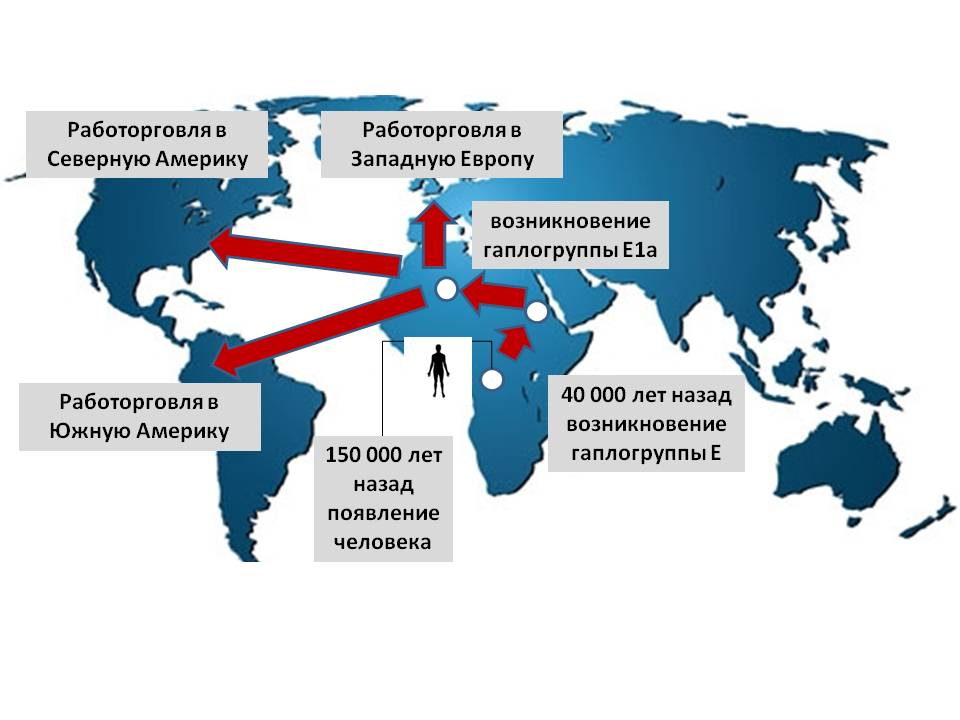 Работорговля в
Северную Америку
Работорговля в
Западную Европу
возникновение
гаплогруппы E1a
Работорговля в
Южную Америку
40 000 лет назад
возникновение
гаплогруппы E
150 000 лет
назад
появление
человека